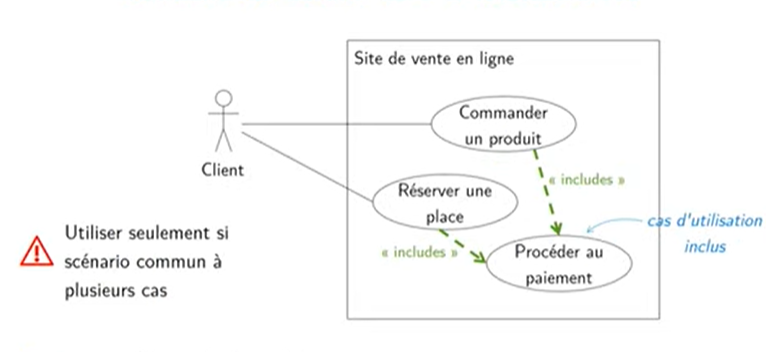 Site de vente en ligne
Commander
un produit
Client
« includes »
Réserver une
place
cas d'utilisation
inclus
Utiliser seulement si
scénario commun à
plusieurs cas
« includes »
Procéder au
paiement